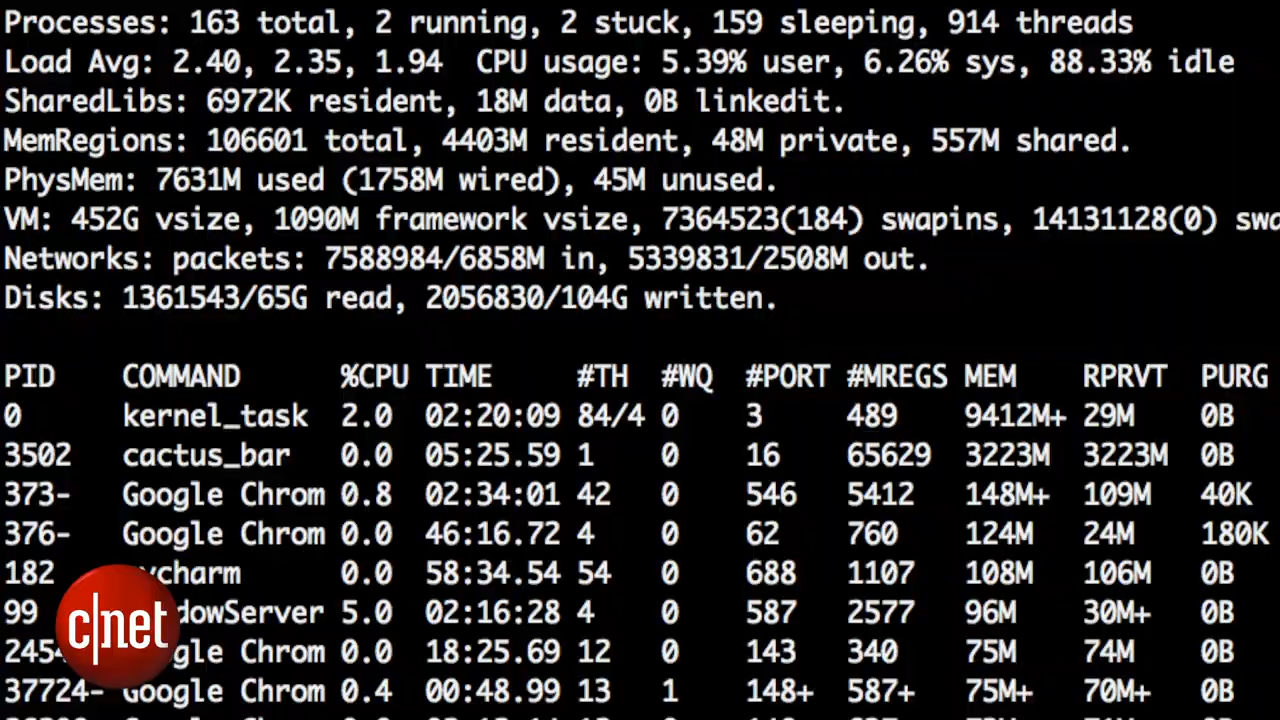 Processes: 163 total, 2 running, 2 stuck, 159 sleeping, 914 threads
Load Avg: 2.40, 2.35, 1.94  CPU usage: 5.39% user, 6.26% sys, 88.33% idle
SharedLibs: 6972K resident, 18M data, 0B linkedit.
MemRegions: 106601 total, 4403M resident, 48M private, 557M shared.
PhysMem: 7631M used (1758M wired), 45M unused.
VM: 452G vsize, 1090M framework vsize, 7364523(184) swapins, 14131128(0) swa
Networks: packets: 7588984/6858M in, 5339831/2508M out.
Disks: 1361543/65G read, 2056830/104G written.
PID COMMAND %CPU TIME #TH #WQ #PORT #MREGS MEM RPRVT PURG
0 kernel_task 2.0 02:20:09 84/4 0 3 489 9412M+ 29M 0B
3502 cactus_bar 0.0 05:25.59 1 0 16 65629 3223M 3223M 0B
373- Google Chrom 0.8 02:34:01 42 0 546 5412 148M+ 109M 40K
376- Google Chrom 0.0 46:16.72 4 0 62 760 124M 24M 180K
182 ycharm 0.0 58:34.54 54 0 688 1107 108M 106M 0B
99 dowServer 5.0 02:16:28 4 0 587 2577 96M 30M+ 0B
2454 gle Chrom 0.0 18:25.69 12 0 143 340 75M 74M 0B
37724- Google Chrom 0.4 00:48.99 13 1 148+ 587+ 75M+ 70M+ 0B
c|net